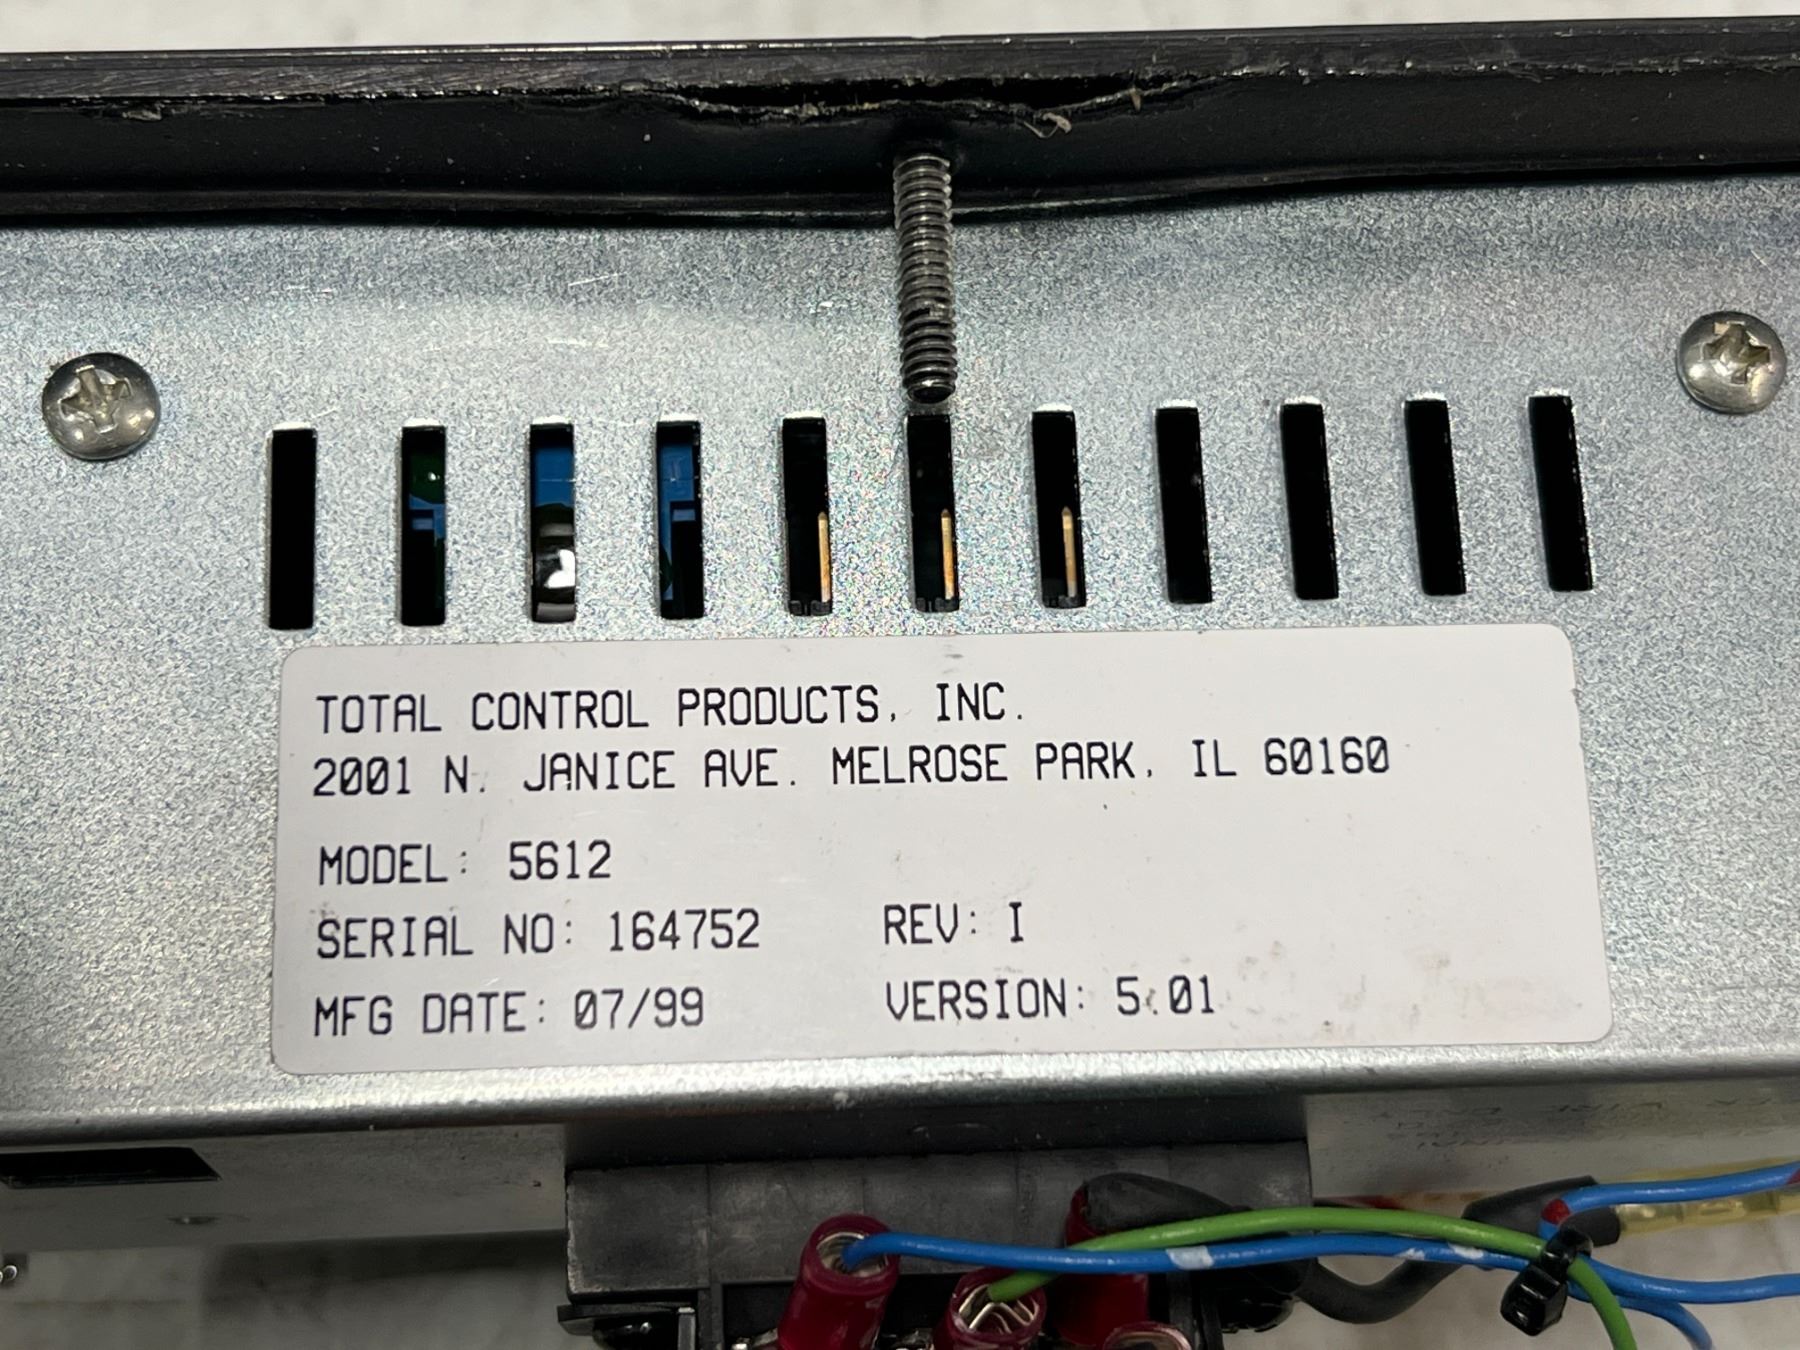 TOTAL CONTROL PRODUCTS, INC.
2001 N. JANICE AVE. MELROSE PARK, IL 60160
MODEL: 5612
SERIAL NO: 164752 REV: I
MFG DATE: 07/99 VERSION: 5.01